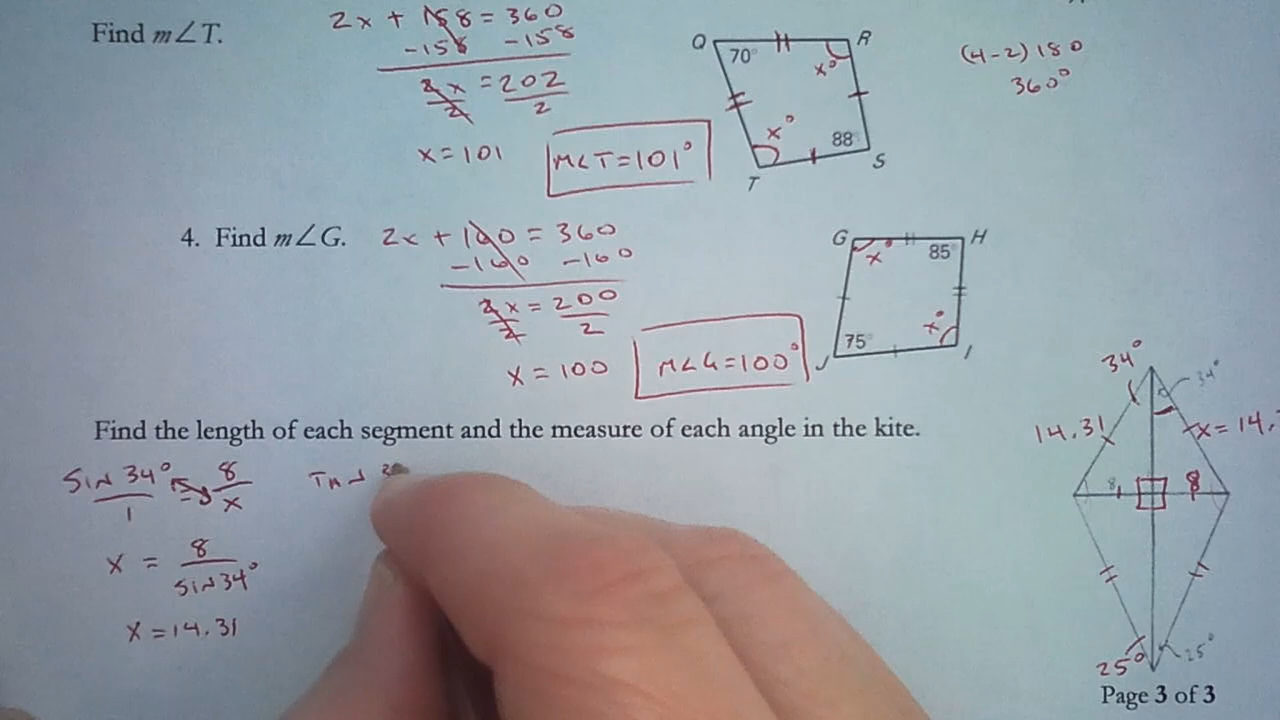 Find m∠T.
2x + 158 = 360
-158 -158
2x = 202
2 2
x = 101
M∠T = 101°
Q
70°
R
x°
x°
88
S
T
(4-2)180
360°
4. Find m∠G.
2x + 160 = 360
-160 -160
2x = 200
2 2
x = 100
M∠G = 100°
G
H
x°
85
x°
75
J
I
34°
34°
14.31
x = 14.
8
8
25°
25°
Find the length of each segment and the measure of each angle in the kite.
Sin 34° = 8
1 x
x = 8
sin 34°
x = 14.31
Tan
Page 3 of 3